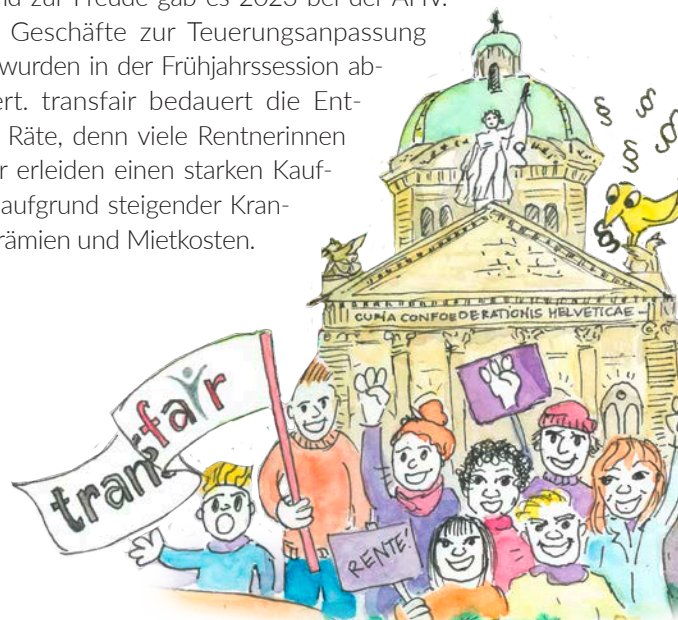 nd zur Freude gab es 2023 bei der AHV.
Geschäfte zur Teuerungsanpassung
wurden in der Frühjahrssession ab-
ert. transfair bedauert die Ent-
Räte, denn viele Rentnerinnen
r erleiden einen starken Kauf-
aufgrund steigender Kran-
rämien und Mietkosten.
§ § § § §
CURIA CONFOEDERATIONIS HELVETICAE
transfair
RENTE!